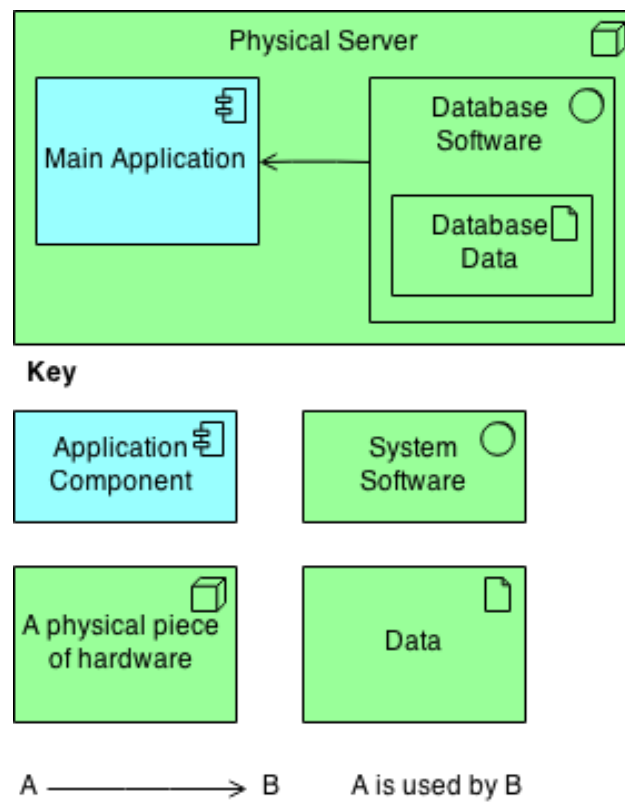 Physical Server
Main Application
Database
Software
Database
Data
Key
Application
Component
System
Software
A physical piece
of hardware
Data
A B A is used by B